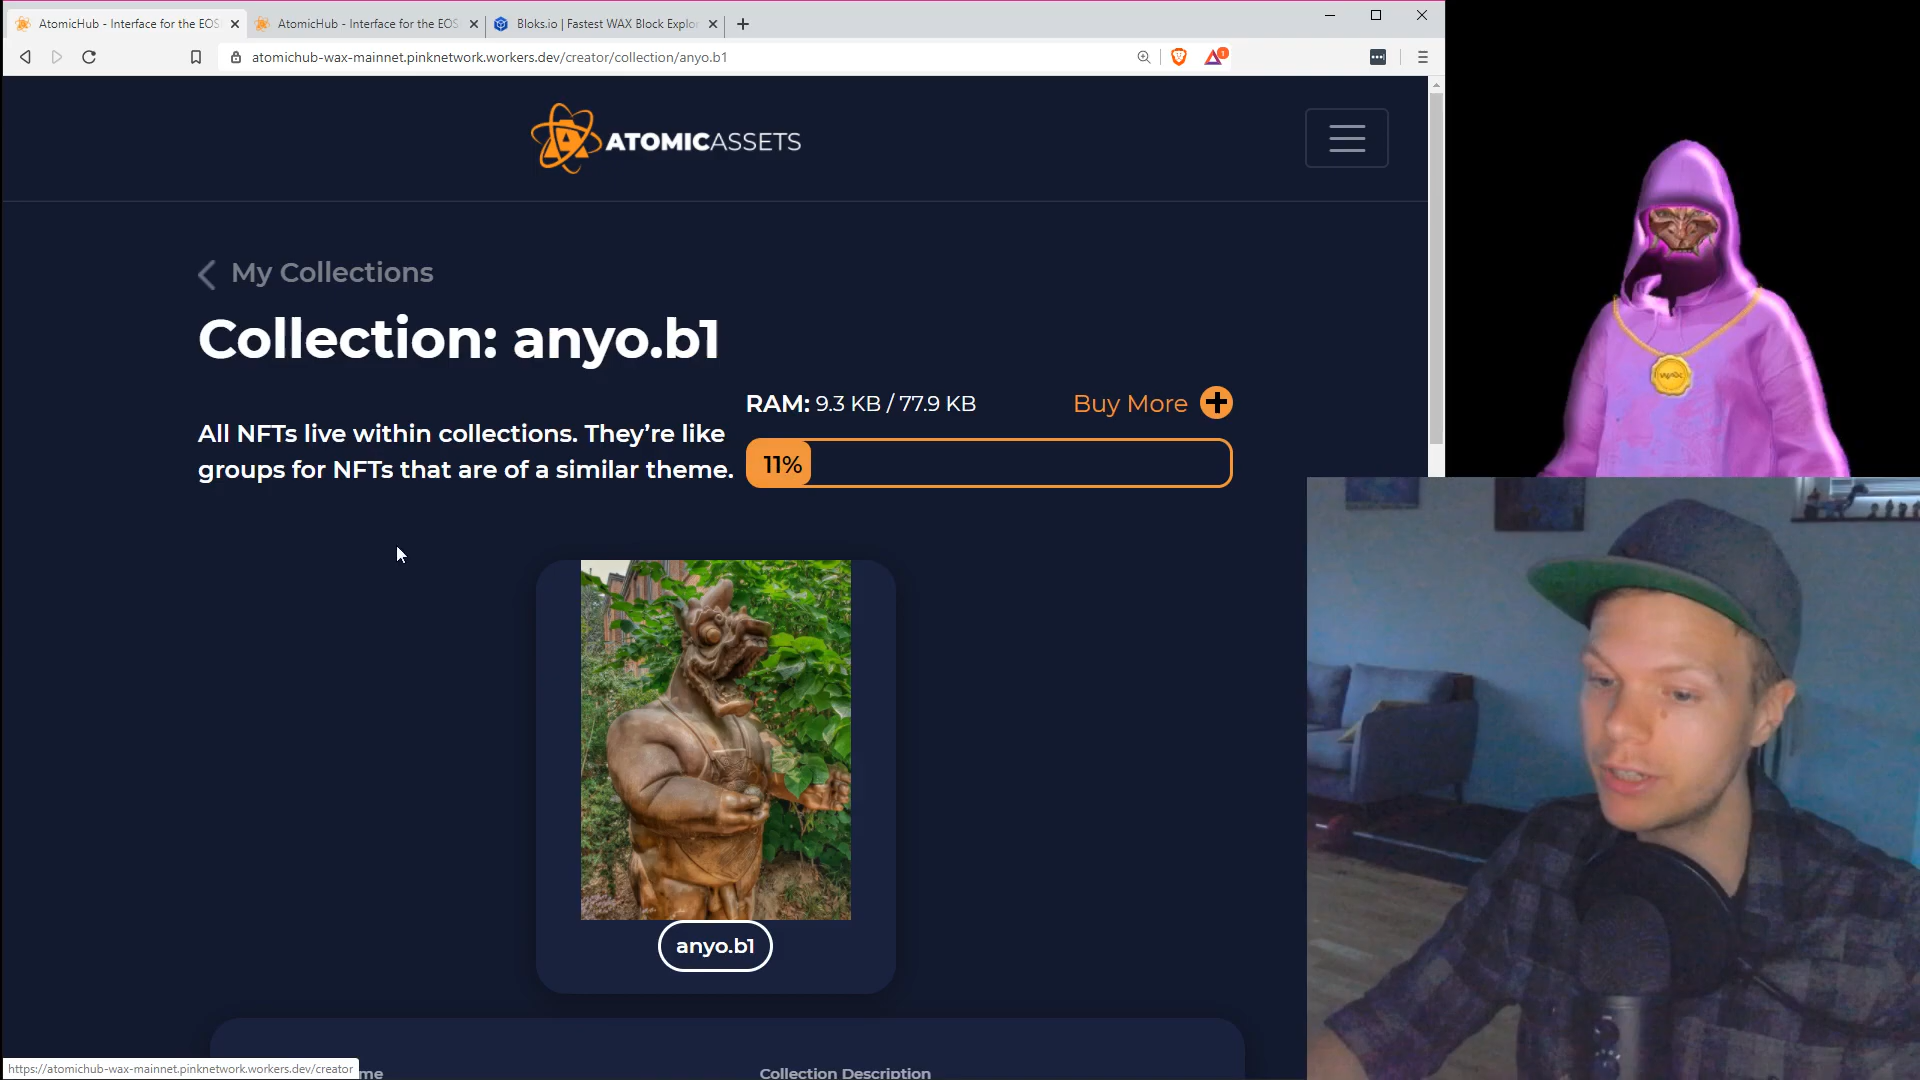 AtomicHub - Interface for the EOS
AtomicHub - Interface for the EOS
Bloks.io | Fastest WAX Block Explor
atomichub-wax-mainnet.pinknetwork.workers.dev/creator/collection/anyo.b1
1
ATOMICASSETS
My Collections
Collection: anyo.b1
RAM: 9.3 KB / 77.9 KB
Buy More
All NFTs live within collections. They're like
groups for NFTs that are of a similar theme.
11%
anyo.b1
https://atomichub-wax-mainnet.pinknetwork.workers.dev/creator
me
Collection Description